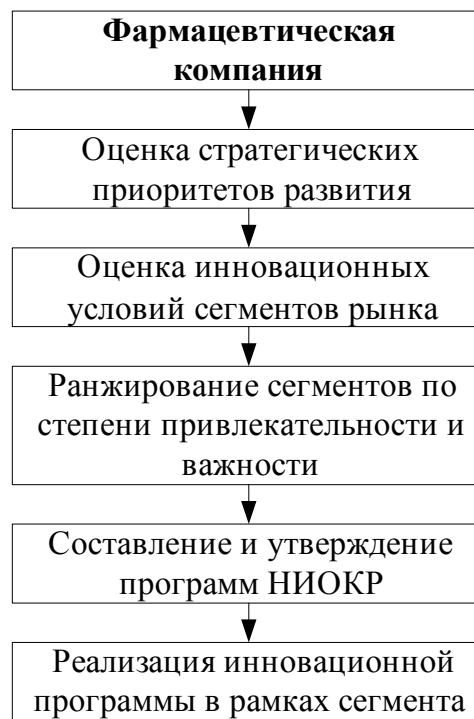 Фармацевтическая
компания
Оценка стратегических
приоритетов развития
Оценка инновационных
условий сегментов рынка
Ранжирование сегментов по
степени привлекательности и
важности
Составление и утверждение
программ НИОКР
Реализация инновационной
программы в рамках сегмента